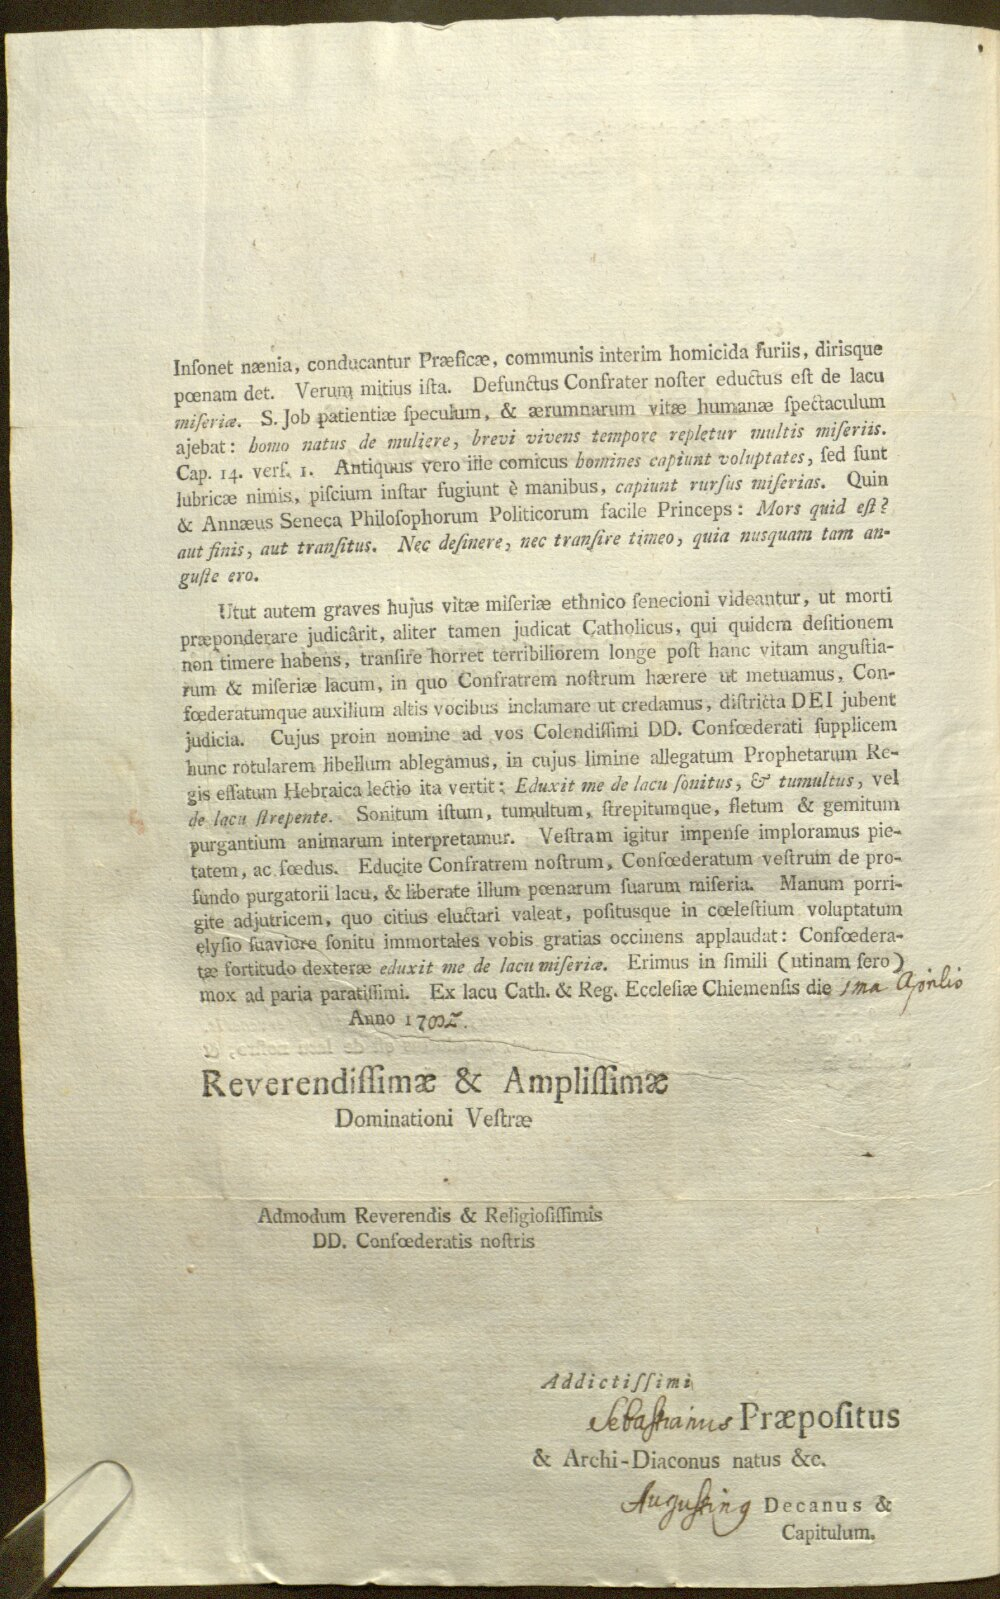 Inſonet nænia, conducantur Præficæ, communis interim homicida furiis, dirisque
pœnam det. Verum mitius iſta. Defunctus Confrater noſter eductus eſt de lacu
miſeriæ. S. Job patientiæ ſpeculum, & ærumnarum vitæ humanæ ſpectaculum
ajebat: homo natus de muliere, brevi vivens tempore repletur multis miſeriis.
Cap. 14. verſ. 1. Antiquus vero ille comicus homines capiunt voluptates, ſed ſunt
lubricæ nimis, piſcium inſtar fugiunt è manibus, capiunt rurſus miſerias. Quin
& Annæus Seneca Philoſophorum Politicorum facile Princeps: Mors quid eſt?
aut finis, aut tranſitus. Nec deſinere, nec tranſire timeo, quia nusquam tam an-
guſte ero.
Utut autem graves hujus vitæ miſeriæ ethnico ſenecioni videantur, ut morti
præponderare judicârit, aliter tamen judicat Catholicus, qui quidem deſitionem
non timere habens, tranſire horret terribiliorem longe poſt hanc vitam anguſtia-
rum & miſeriæ lacum, in quo Confratrem noſtrum hærere ut metuamus, Con-
fœderatumque auxilium altis vocibus inclamare ut credamus, diſtricta DEI jubent
judicia. Cujus proin nomine ad vos Colendiſſimi DD. Confœderati ſupplicem
hunc rotularem libellum ablegamus, in cujus limine allegatum Prophetarum Re-
gis effatum Hebraica lectio ita vertit: Eduxit me de lacu ſonitus, & tumultus, vel
de lacu ſtrepente. Sonitum iſtum, tumultum, ſtrepitumque, fletum & gemitum
purgantium animarum interpretamur. Veſtram igitur impenſe imploramus pie-
tatem, ac fœdus. Educite Confratrem noſtrum, Confœderatum veſtrum de pro-
fundo purgatorii lacu, & liberate illum pœnarum ſuarum miſeria. Manum porri-
gite adjutricem, quo citius eluctari valeat, poſitusque in cœleſtium voluptatum
elyſio ſuaviore ſonitu immortales vobis gratias occinens applaudat: Confœdera-
tæ fortitudo dexteræ eduxit me de lacu miſeriæ. Erimus in ſimili (utinam ſero)
mox ad paria paratiſſimi. Ex lacu Cath. & Reg. Eccleſiæ Chiemenſis die 1ma Aprilis
Anno
Reverendiſſimæ & Ampliſſimæ
Dominationi Veſtræ
Admodum Reverendis & Religioſiſſimis
DD. Confœderatis noſtris
Addictiſſimi
Sebaſtianus Præpoſitus
& Archi-Diaconus natus &c.
Auguſting Decanus &
Capitulum.